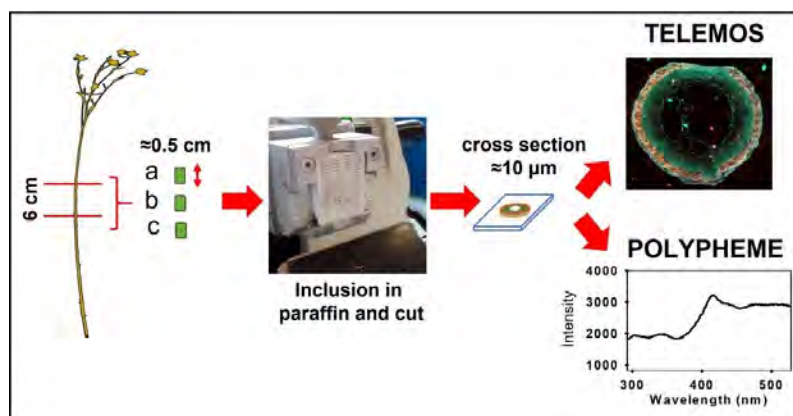 TELEMOS
≈0.5 cm
a
b
c
6 cm
Inclusion in
paraffin and cut
cross section
≈10 µm
POLYPHEME
Intensity
4000
3000
2000
1000
300
400
500
Wavelength (nm)